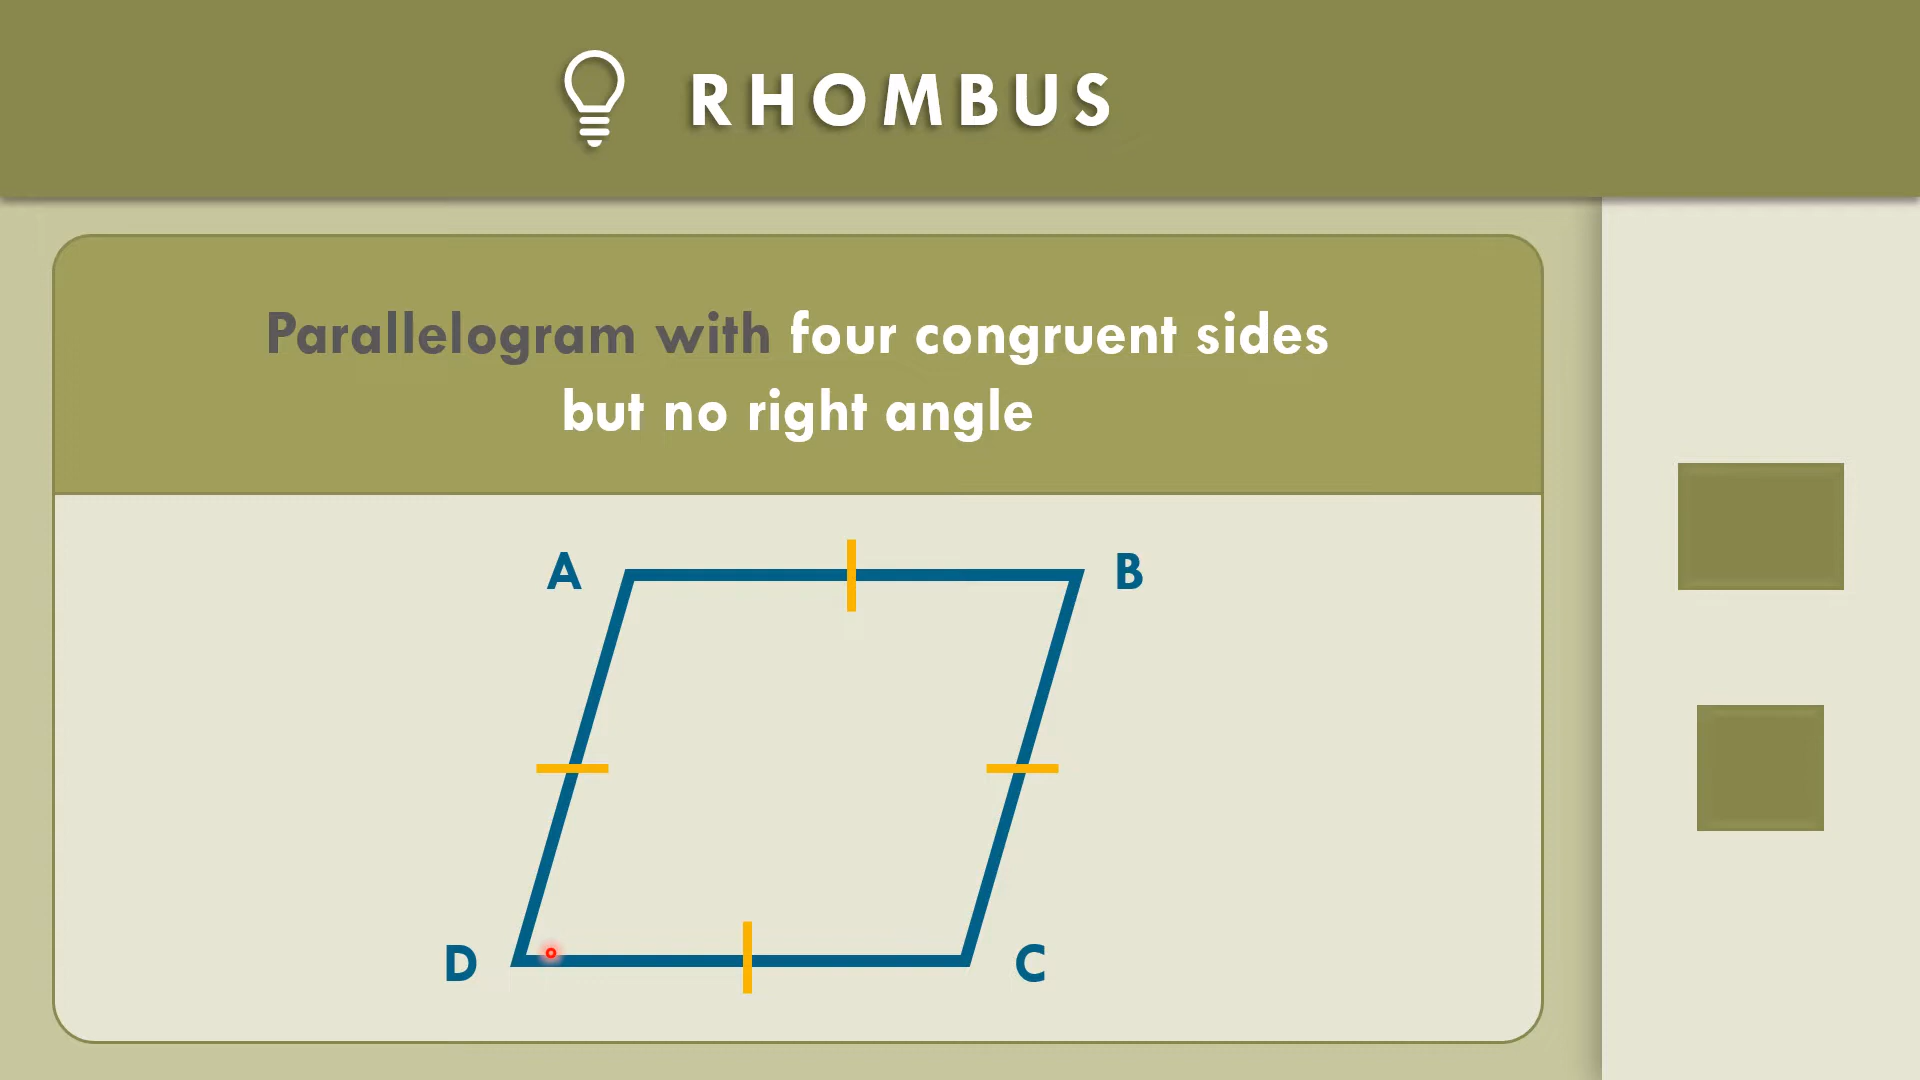 RHOMBUS
Parallelogram with four congruent sides
but no right angle
A
B
D
C